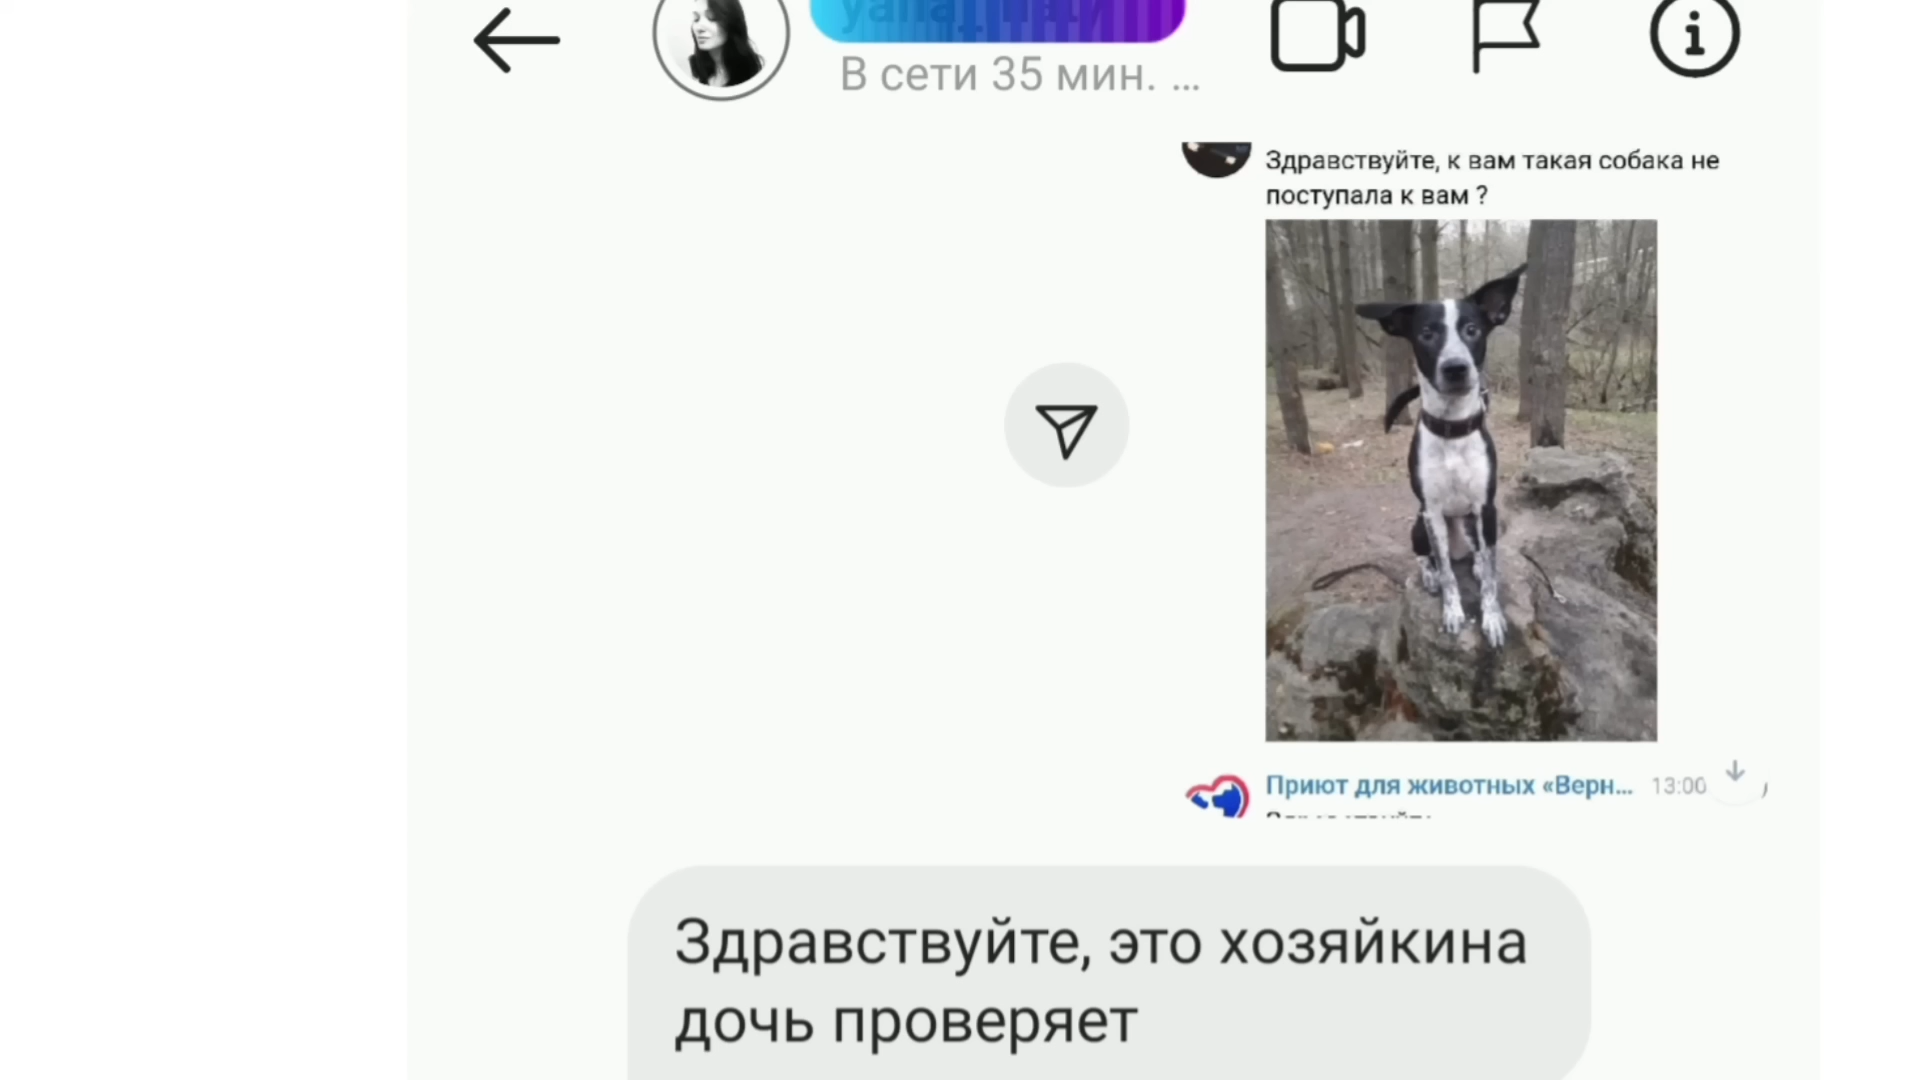 В сети 35 мин. ...
Здравствуйте, к вам такая собака не
поступала к вам ?
Приют для животных «Верн... 13:00
Здравствуйте, это хозяйкина
дочь проверяет